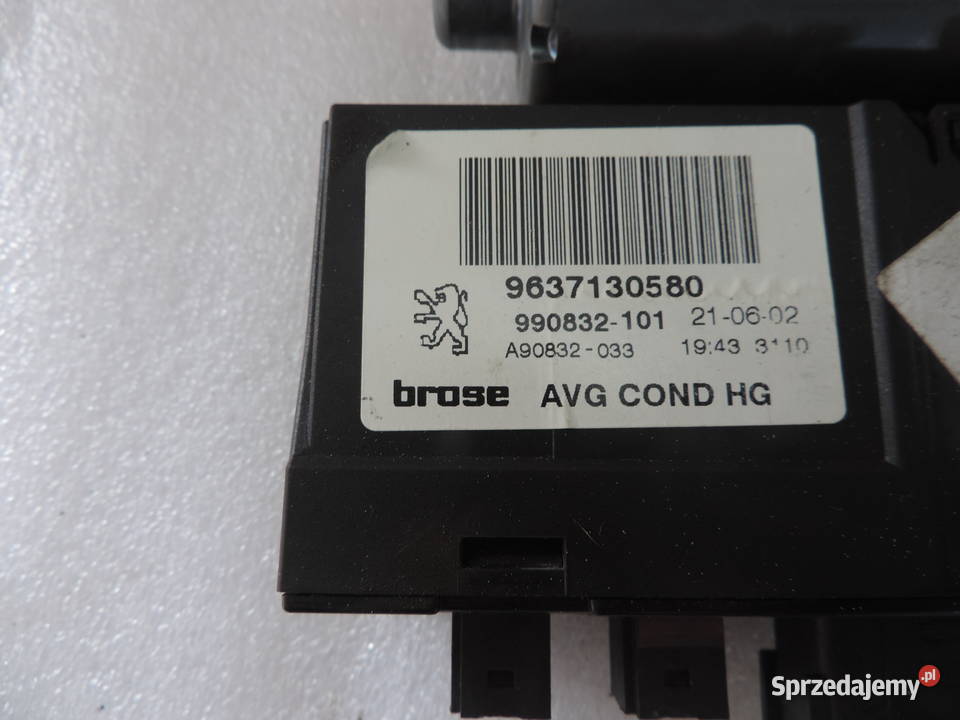 9637130580
990832-101 21-06-02
A90832-033 19:43 3110
brose AVG COND HG
Sprzedajemy.pl